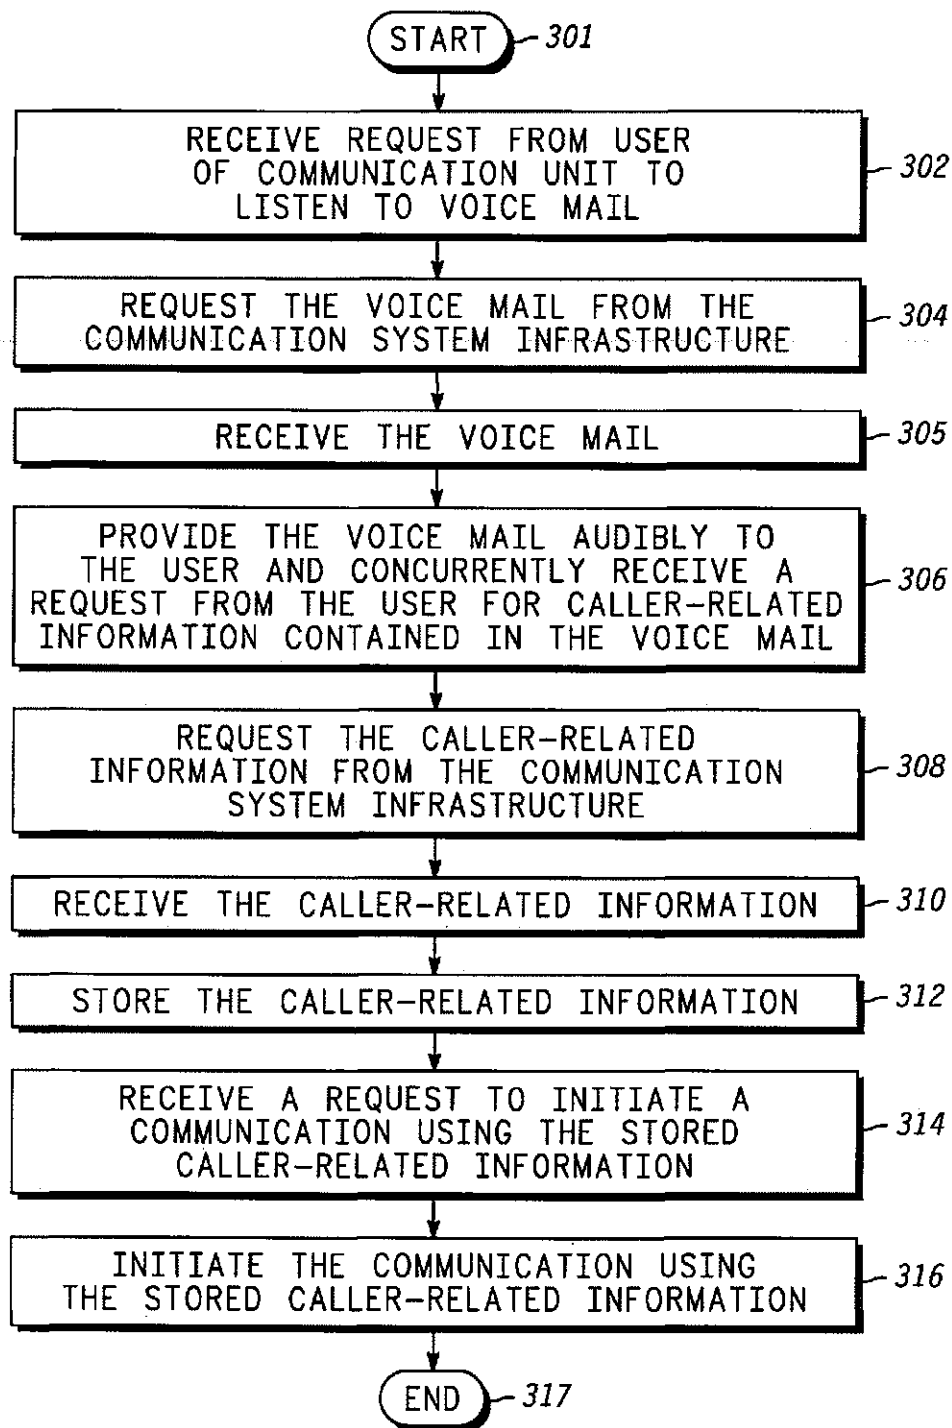 START 301
RECEIVE REQUEST FROM USER
OF COMMUNICATION UNIT TO
LISTEN TO VOICE MAIL
302
REQUEST THE VOICE MAIL FROM THE
COMMUNICATION SYSTEM INFRASTRUCTURE
304
RECEIVE THE VOICE MAIL 305
PROVIDE THE VOICE MAIL AUDIBLY TO
THE USER AND CONCURRENTLY RECEIVE A
REQUEST FROM THE USER FOR CALLER-RELATED
INFORMATION CONTAINED IN THE VOICE MAIL
306
REQUEST THE CALLER-RELATED
INFORMATION FROM THE COMMUNICATION
SYSTEM INFRASTRUCTURE
308
RECEIVE THE CALLER-RELATED INFORMATION 310
STORE THE CALLER-RELATED INFORMATION 312
RECEIVE A REQUEST TO INITIATE A
COMMUNICATION USING THE STORED
CALLER-RELATED INFORMATION
314
INITIATE THE COMMUNICATION USING
THE STORED CALLER-RELATED INFORMATION
316
END 317